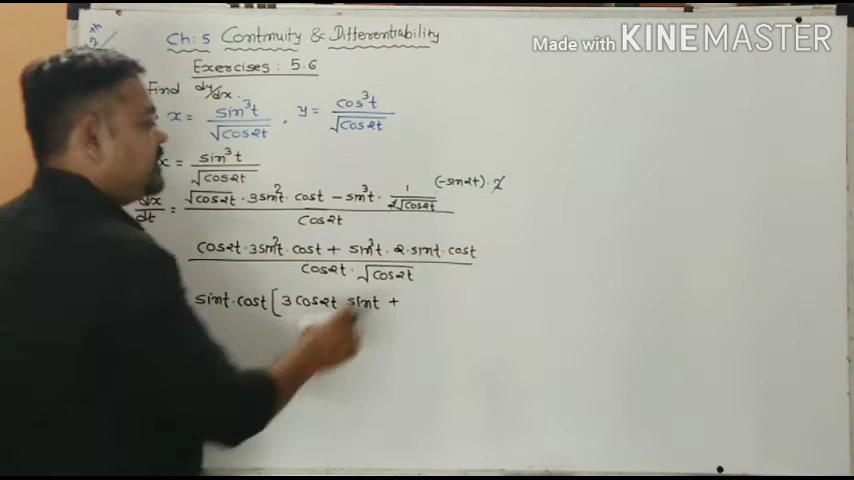 Ch: 5 Continuity & Differentiability
Made with KINEMASTER
Exercises : 5.6
Find dy/dx.
x = sin³t/√cos2t , y = cos³t/√cos2t
x = sin³t/√cos2t
dx/dt = √cos2t · 3sin²t · cost − sin³t · 1/2√cos2t (−sin2t)·2
cos2t
cos2t · 3sin²t · cost + sin³t · 2·sint·cost
cos2t · √cos2t
sint·cost[3cos2t sint +